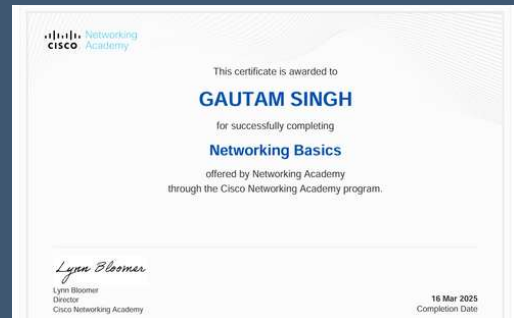 Networking
CISCO Academy
This certificate is awarded to
GAUTAM SINGH
for successfully completing
Networking Basics
offered by Networking Academy
through the Cisco Networking Academy program.
Lynn Bloomer
Lynn Bloomer
Director
Cisco Networking Academy
16 Mar 2025
Completion Date